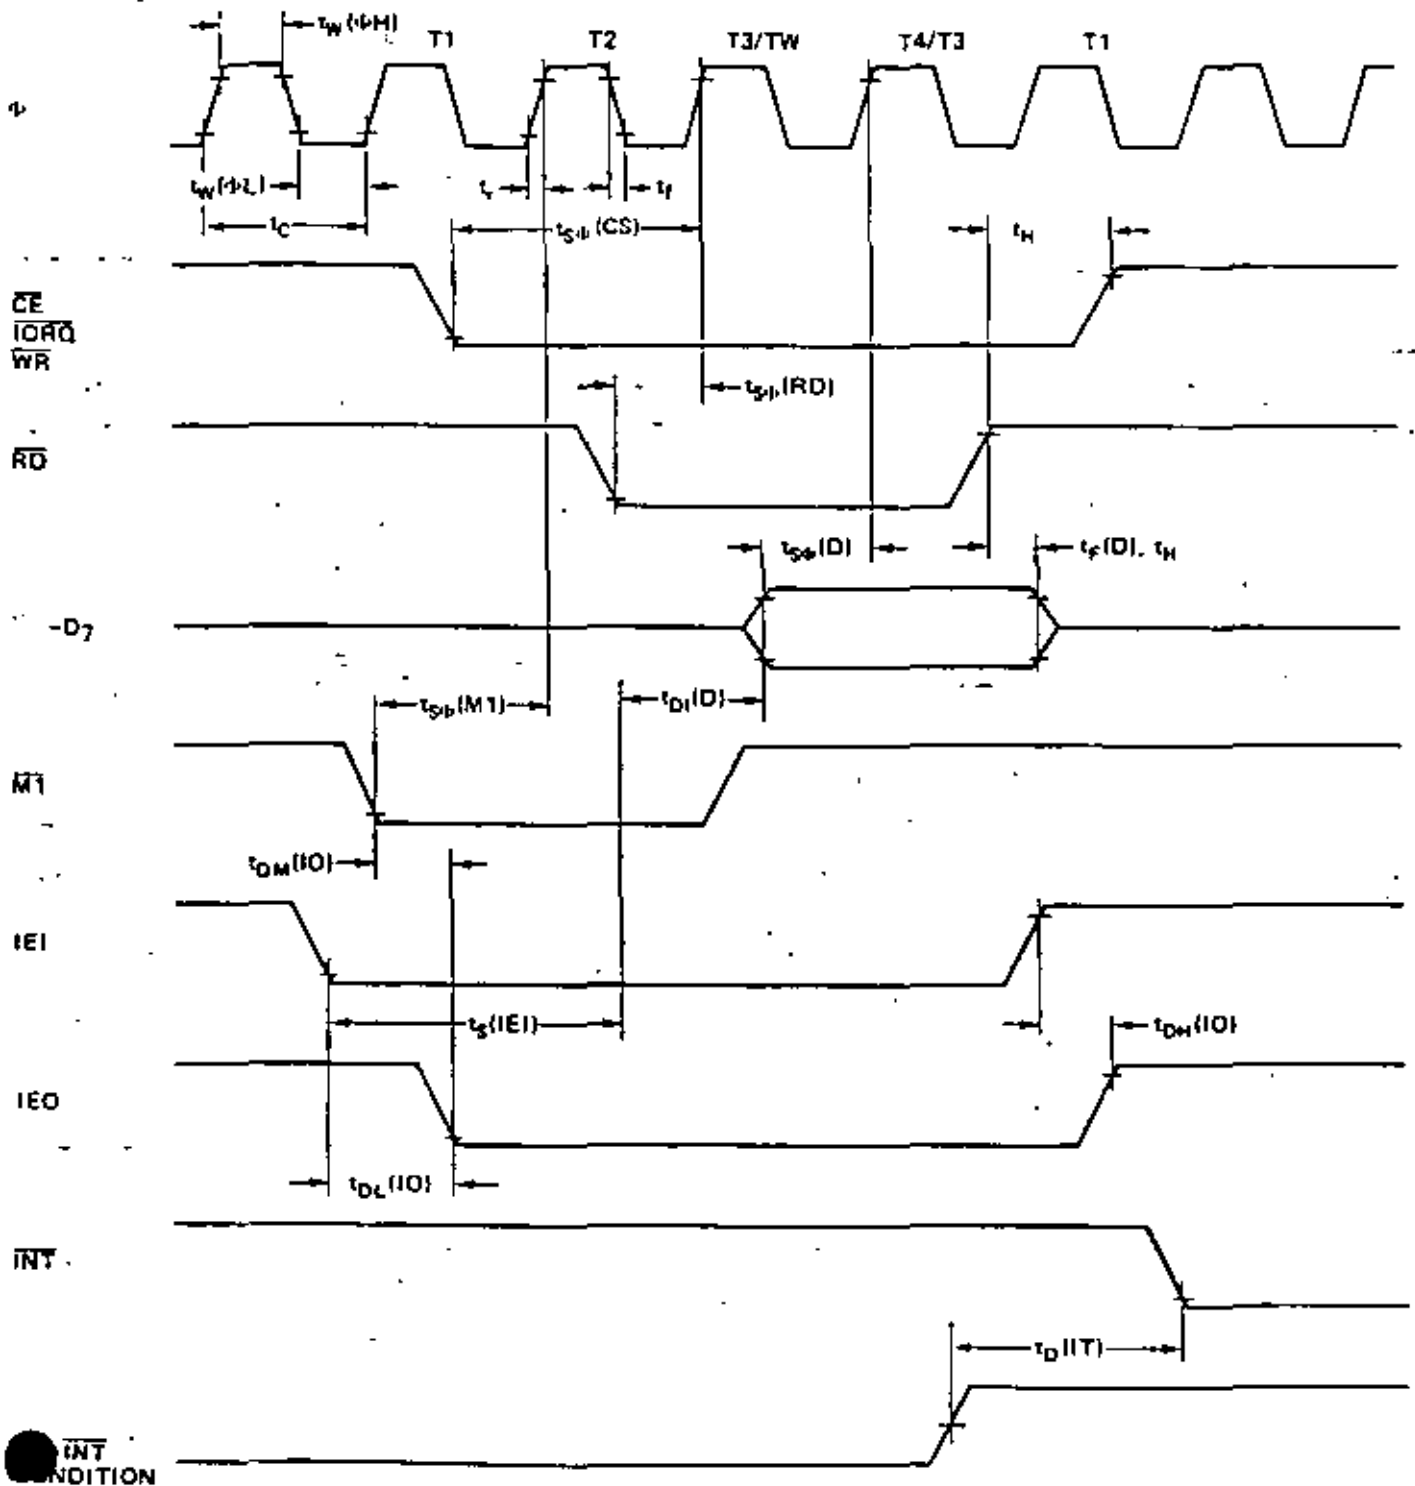 tW(ΦH)
T1 T2 T3/TW T4/T3 T1
Φ
tW(ΦL) tr tf
tC tSΦ(CS) tH
CE
IORQ
WR
tSΦ(RD)
RD
tSΦ(D) tF(D), tH
-D7
tSΦ(M1) tDI(D)
M1
tDM(IO)
IEI
tS(IEI) tDH(IO)
IEO
tDL(IO)
INT
tD(IT)
INT
NDITION